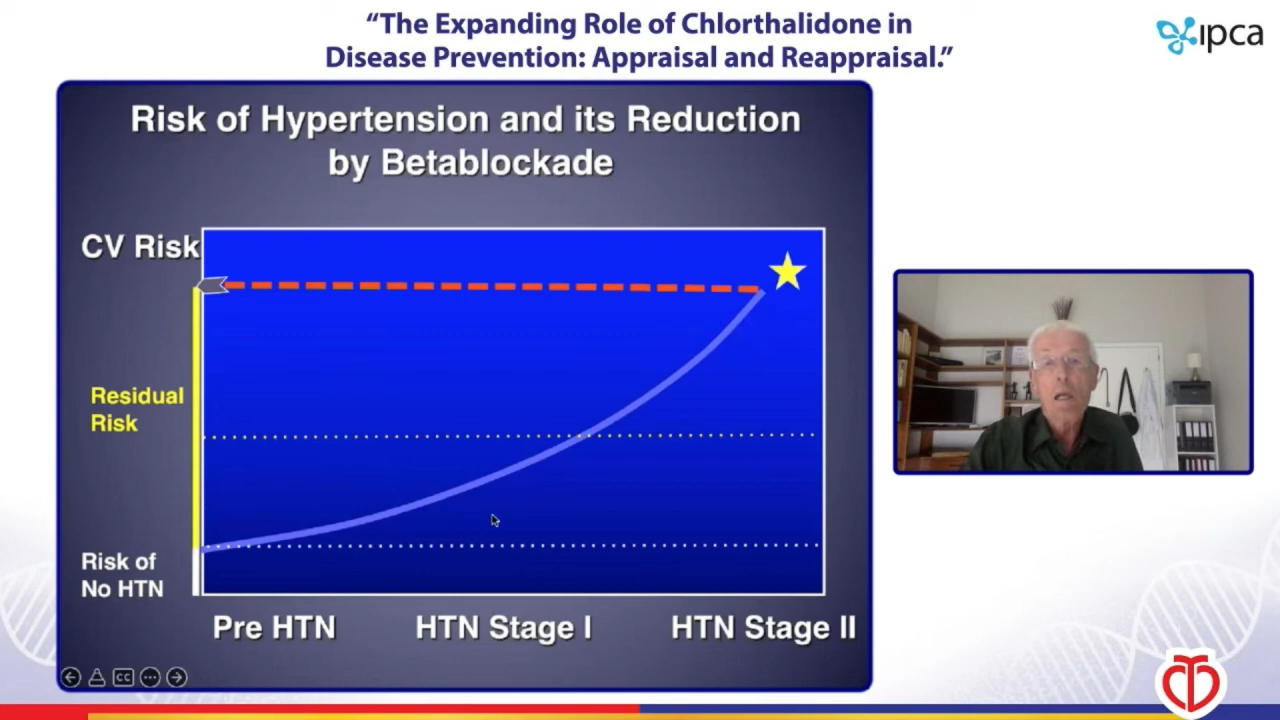 “The Expanding Role of Chlorthalidone in
Disease Prevention: Appraisal and Reappraisal.”
ipca
Risk of Hypertension and its Reduction
by Betablockade
CV Risk
Residual
Risk
Risk of
No HTN
Pre HTN
HTN Stage I
HTN Stage II
CC